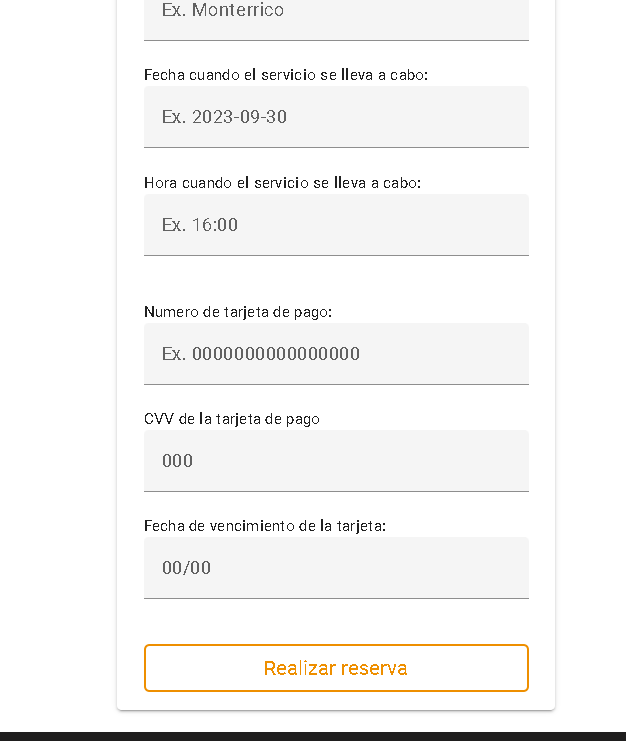 Ex. Monterrico
Fecha cuando el servicio se lleva a cabo:
Ex. 2023-09-30
Hora cuando el servicio se lleva a cabo:
Ex. 16:00
Numero de tarjeta de pago:
Ex. 0000000000000000
CVV de la tarjeta de pago
000
Fecha de vencimiento de la tarjeta:
00/00
Realizar reserva